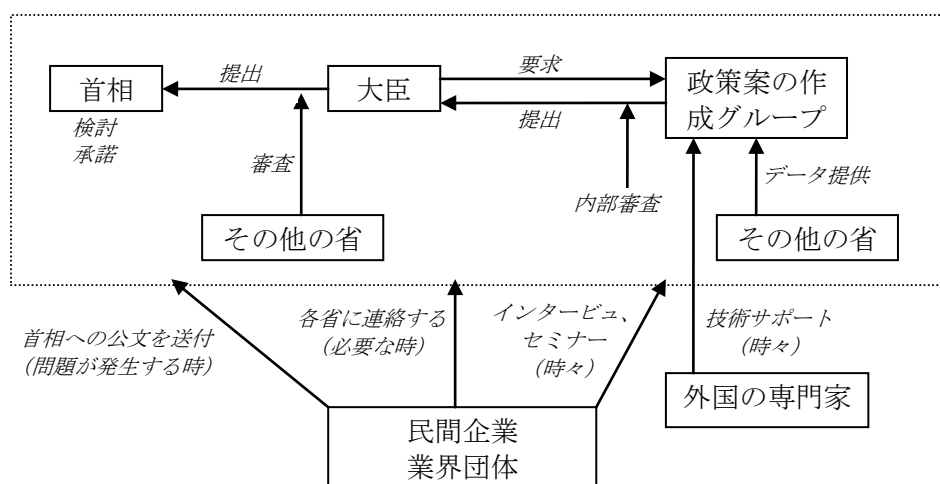 提出
要求
首相
大臣
政策案の作
成グループ
検討
承諾
提出
審査
内部審査
データ提供
その他の省
その他の省
首相への公文を送付
（問題が発生する時）
各省に連絡する
（必要な時）
インタービュ、
セミナー
（時々）
技術サポート
（時々）
外国の専門家
民間企業
業界団体